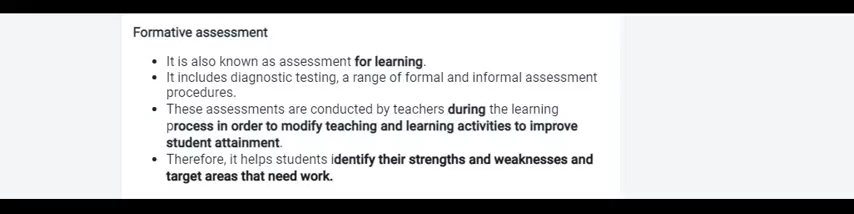 Formative assessment
• It is also known as assessment for learning.
• It includes diagnostic testing, a range of formal and informal assessment
procedures.
• These assessments are conducted by teachers during the learning
process in order to modify teaching and learning activities to improve
student attainment.
• Therefore, it helps students identify their strengths and weaknesses and
target areas that need work.